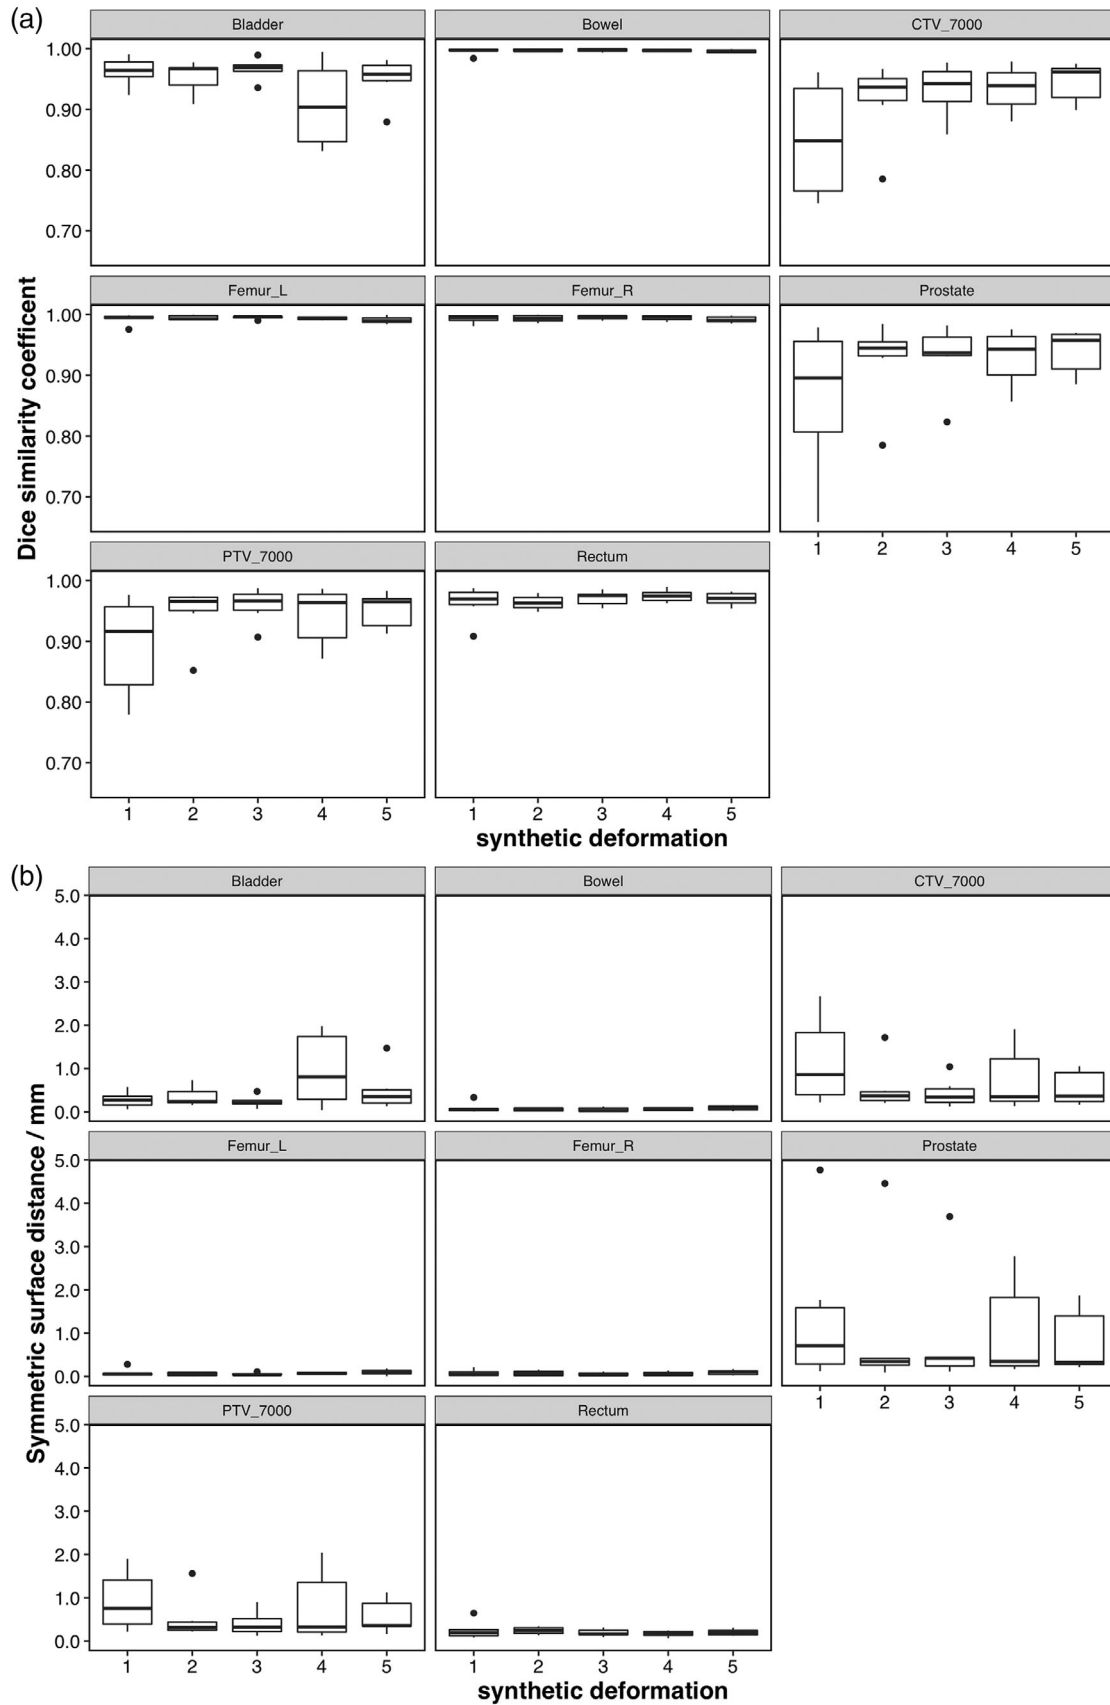 (a)
Bladder Bowel CTV_7000
1.00
0.90
0.80
0.70
Dice similarity coefficent
Femur_L Femur_R Prostate
1.00
0.90
0.80
0.70
1 2 3 4 5
PTV_7000 Rectum
1.00
0.90
0.80
0.70
1 2 3 4 5 1 2 3 4 5
synthetic deformation
(b)
Bladder Bowel CTV_7000
5.0
4.0
3.0
2.0
1.0
0.0
Symmetric surface distance / mm
Femur_L Femur_R Prostate
5.0
4.0
3.0
2.0
1.0
0.0
1 2 3 4 5
PTV_7000 Rectum
5.0
4.0
3.0
2.0
1.0
0.0
1 2 3 4 5 1 2 3 4 5
synthetic deformation